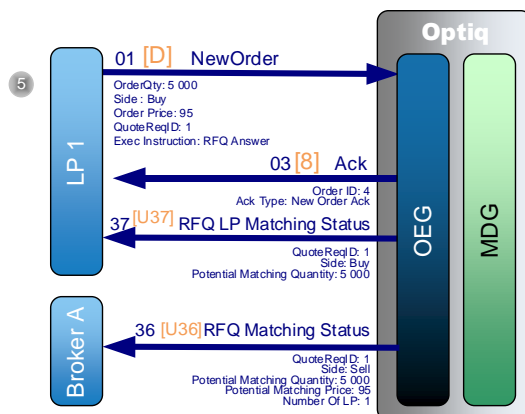 Optiq
5
01 [D] NewOrder
OrderQty: 5 000
Side : Buy
Order Price: 95
QuoteReqID: 1
Exec Instruction: RFQ Answer
LP 1
03 [8] Ack
Order ID: 4
Ack Type: New Order Ack
37 [U37] RFQ LP Matching Status
QuoteReqID: 1
Side: Buy
Potential Matching Quantity: 5 000
OEG
MDG
Broker A
36 [U36] RFQ Matching Status
QuoteReqID: 1
Side: Sell
Potential Matching Quantity: 5 000
Potential Matching Price: 95
Number Of LP: 1